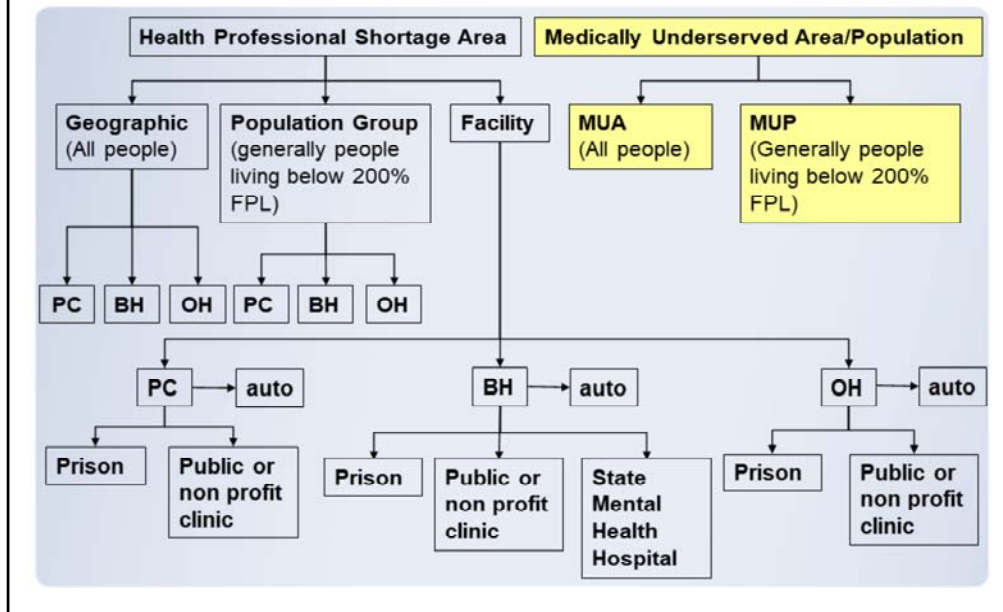 Health Professional Shortage Area
Medically Underserved Area/Population
Geographic
(All people)
Population Group
(generally people
living below 200%
FPL)
Facility
MUA
(All people)
MUP
(Generally people
living below 200%
FPL)
PC
BH
OH
PC
BH
OH
PC
auto
BH
auto
OH
auto
Prison
Public or
non profit
clinic
Prison
Public or
non profit
clinic
State
Mental
Health
Hospital
Prison
Public or
non profit
clinic